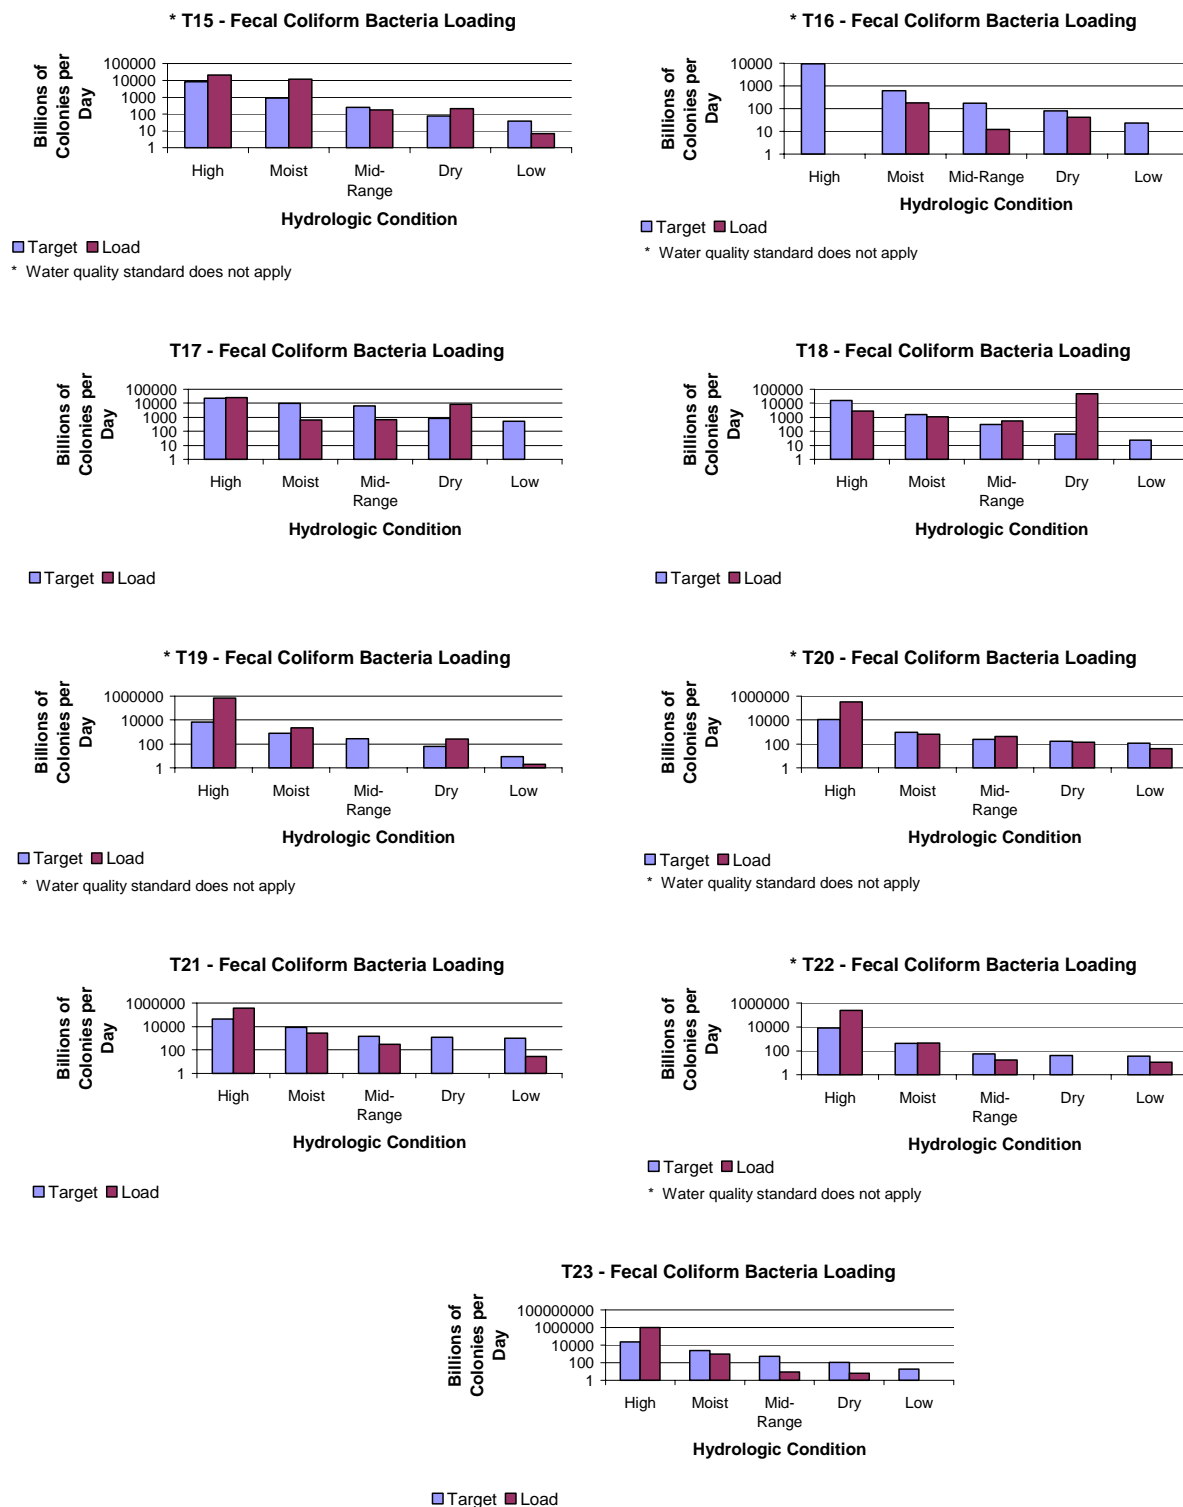 * T15 - Fecal Coliform Bacteria Loading
Billions of
Colonies per
Day
100000
10000
1000
100
10
1
High Moist Mid- Dry Low
Range
Hydrologic Condition
Target Load
* Water quality standard does not apply
* T16 - Fecal Coliform Bacteria Loading
Billions of
Colonies per
Day
10000
1000
100
10
1
High Moist Mid-Range Dry Low
Hydrologic Condition
Target Load
* Water quality standard does not apply
T17 - Fecal Coliform Bacteria Loading
Billions of
Colonies per
Day
100000
10000
1000
100
10
1
High Moist Mid- Dry Low
Range
Hydrologic Condition
Target Load
T18 - Fecal Coliform Bacteria Loading
Billions of
Colonies per
Day
100000
10000
1000
100
10
1
High Moist Mid- Dry Low
Range
Hydrologic Condition
Target Load
* T19 - Fecal Coliform Bacteria Loading
Billions of
Colonies per
Day
1000000
10000
100
1
High Moist Mid- Dry Low
Range
Hydrologic Condition
Target Load
* Water quality standard does not apply
* T20 - Fecal Coliform Bacteria Loading
Billions of
Colonies per
Day
1000000
10000
100
1
High Moist Mid- Dry Low
Range
Hydrologic Condition
Target Load
* Water quality standard does not apply
T21 - Fecal Coliform Bacteria Loading
Billions of
Colonies per
Day
1000000
10000
100
1
High Moist Mid- Dry Low
Range
Hydrologic Condition
Target Load
* T22 - Fecal Coliform Bacteria Loading
Billions of
Colonies per
Day
1000000
10000
100
1
High Moist Mid- Dry Low
Range
Hydrologic Condition
Target Load
* Water quality standard does not apply
T23 - Fecal Coliform Bacteria Loading
Billions of
Colonies per
Day
100000000
1000000
10000
100
1
High Moist Mid- Dry Low
Range
Hydrologic Condition
Target Load